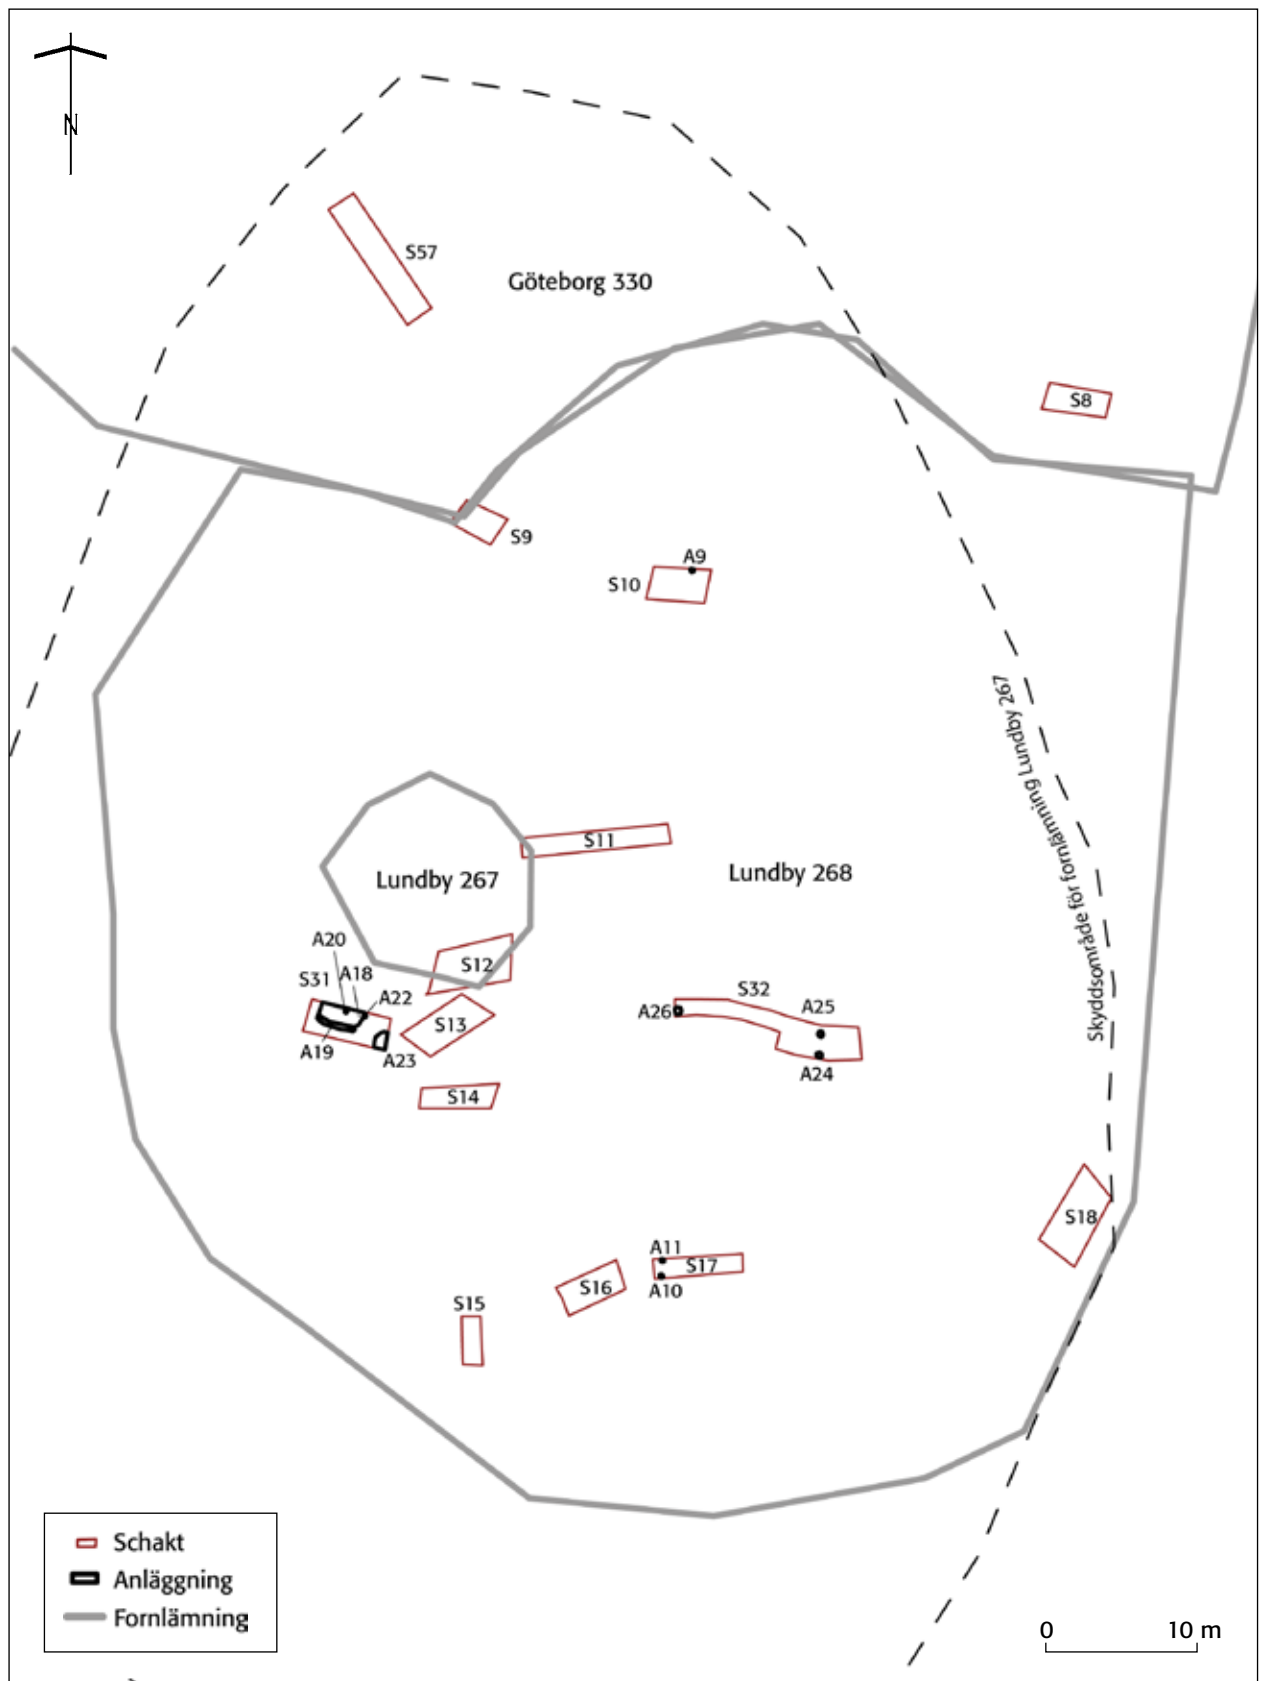 N
S57
Göteborg 330
S8
S9
A9
S10
Skyddsområde för fornlämning Lundby 267
S11
Lundby 267
Lundby 268
A20
S12
S31
A18
A22
S32
A26
A25
S13
A19
A23
A24
S14
S18
A11
S17
S16
A10
S15
Schakt
Anläggning
Fornlämning
0 10 m